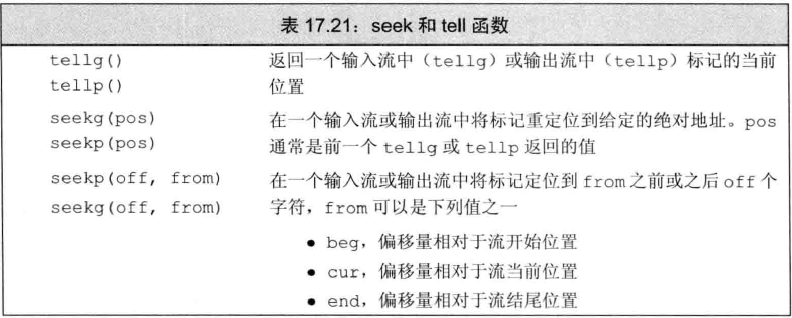 表 17.21：seek 和 tell 函数
tellg() 返回一个输入流中（tellg）或输出流中（tellp）标记的当前
tellp() 位置
seekg(pos) 在一个输入流或输出流中将标记重定位到给定的绝对地址。pos
seekp(pos) 通常是前一个 tellg 或 tellp 返回的值
seekp(off, from) 在一个输入流或输出流中将标记定位到 from 之前或之后 off 个
seekg(off, from) 字符，from 可以是下列值之一
● beg，偏移量相对于流开始位置
● cur，偏移量相对于流当前位置
● end，偏移量相对于流结尾位置